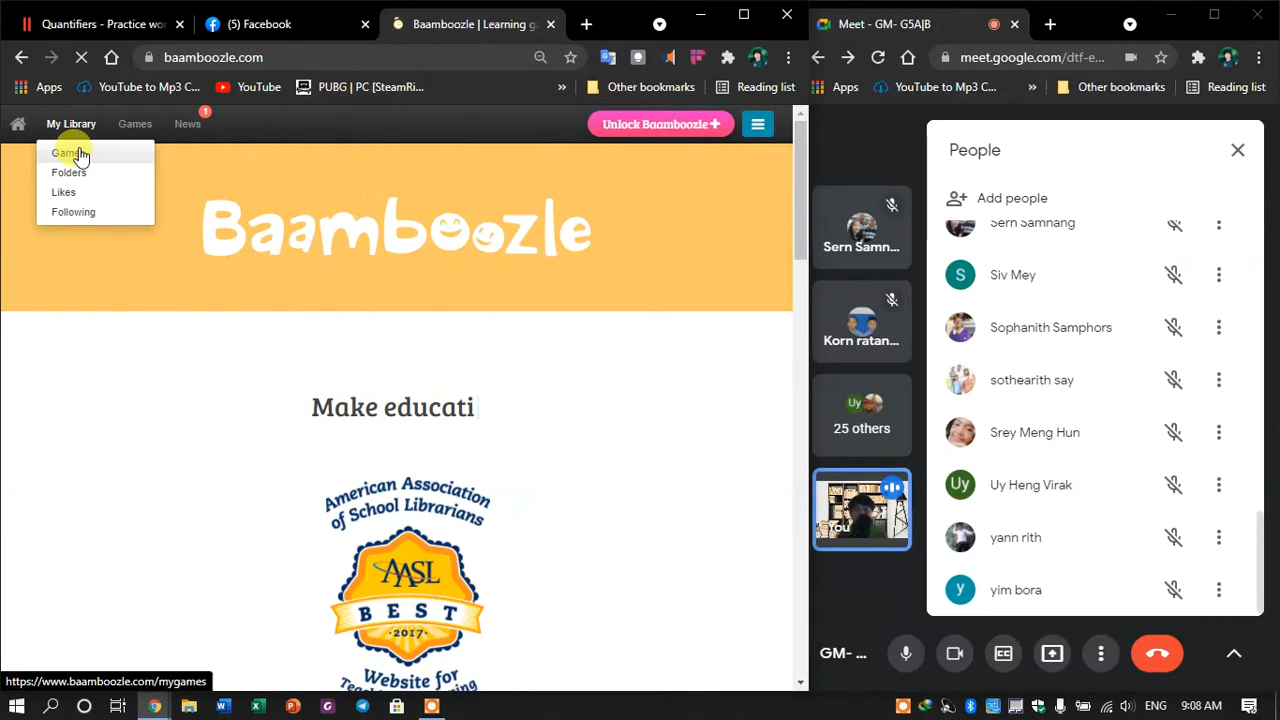 Quantifiers - Practice wo
(5) Facebook
Baamboozle | Learning g
Meet - GM- G5A|B
baamboozle.com
meet.google.com/dtf-e...
Apps
YouTube to Mp3 C...
YouTube
PUBG | PC [SteamRi...
»
Other bookmarks
Reading list
Apps
YouTube to Mp3 C...
»
Other bookmarks
Reading list
My Library
Games
News
1
Unlock Baamboozle+
Games
Folders
Likes
Following
Baamboozle
Make educati
American Association
of School Librarians
AASL
BEST
2017
Website for
https://www.baamboozle.com/mygames
Sern Samn...
Korn ratan...
Uy
25 others
You
People
Add people
Sern Samnang
S
Siv Mey
Sophanith Samphors
sothearith say
Srey Meng Hun
Uy
Uy Heng Virak
yann rith
y
yim bora
GM- ...
ENG
9:08 AM